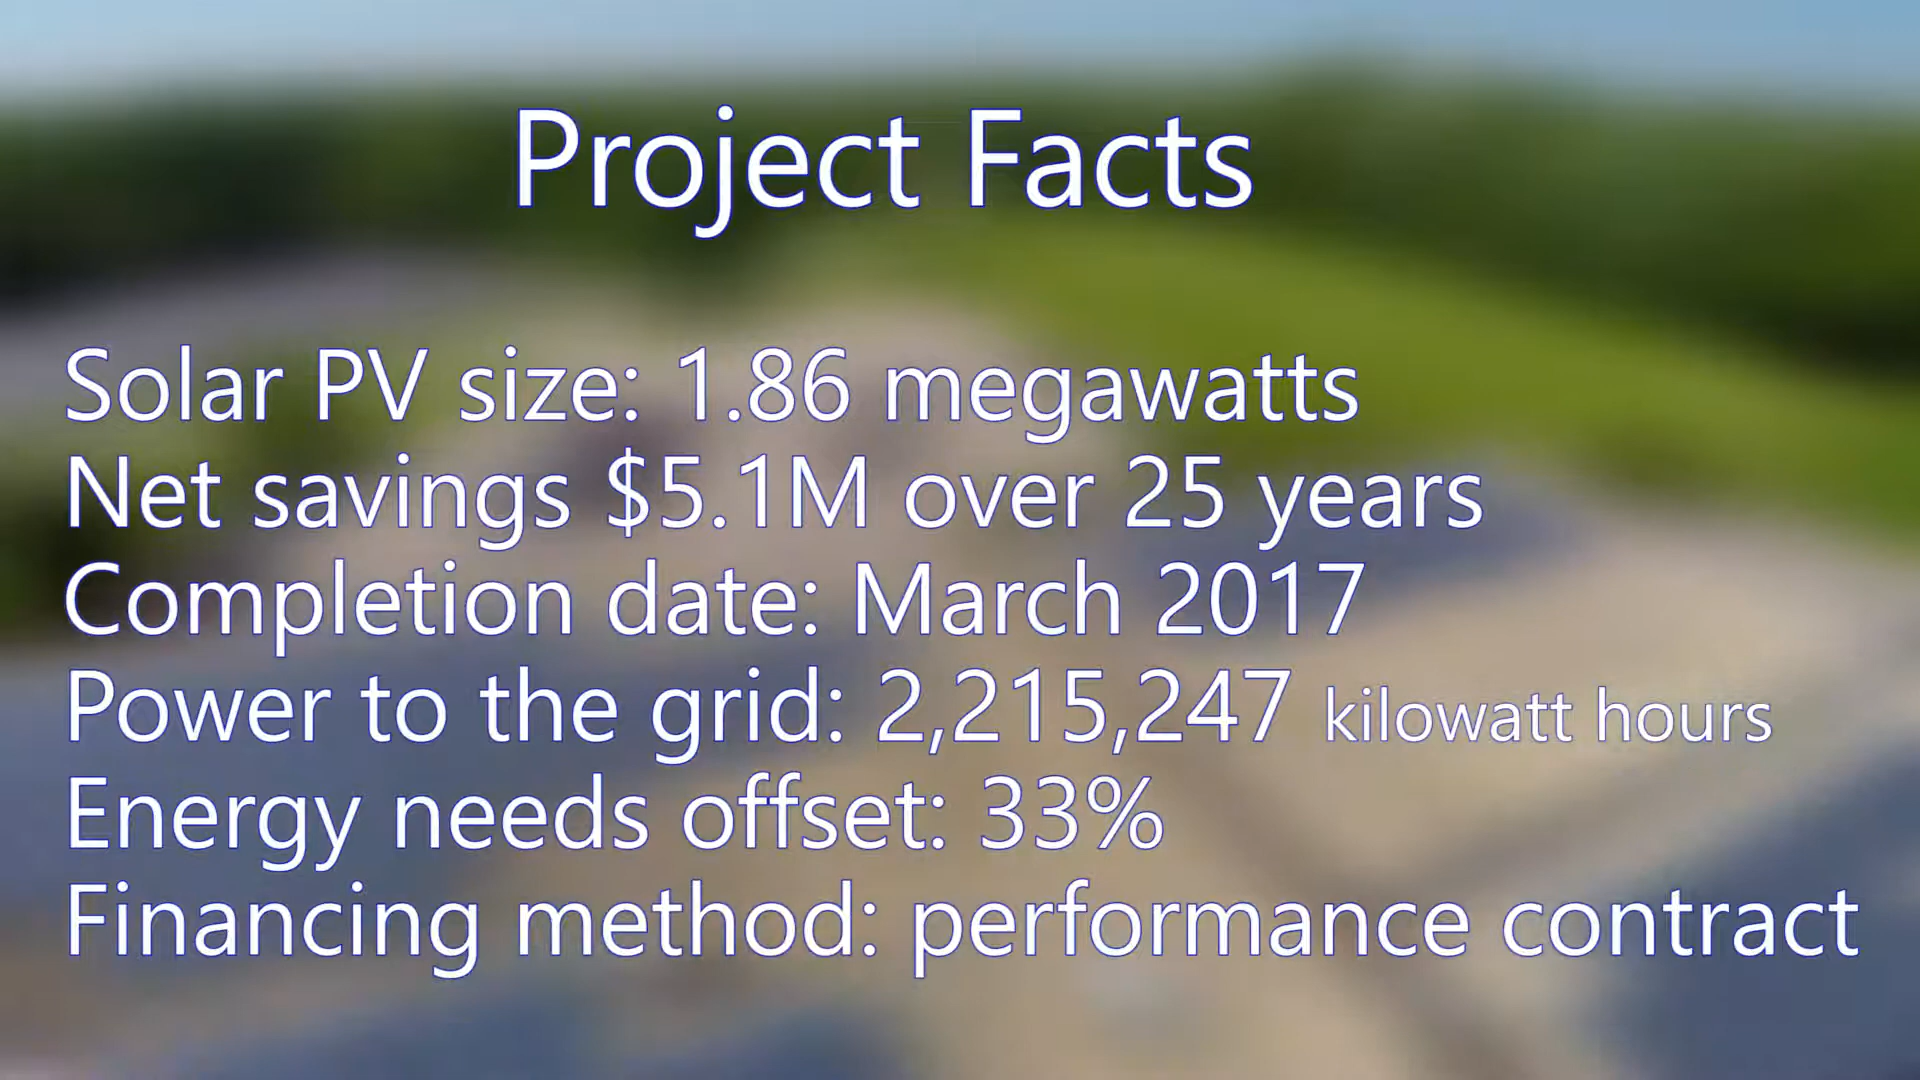 Project Facts
Solar PV size: 1.86 megawatts
Net savings $5.1M over 25 years
Completion date: March 2017
Power to the grid: 2,215,247 kilowatt hours
Energy needs offset: 33%
Financing method: performance contract